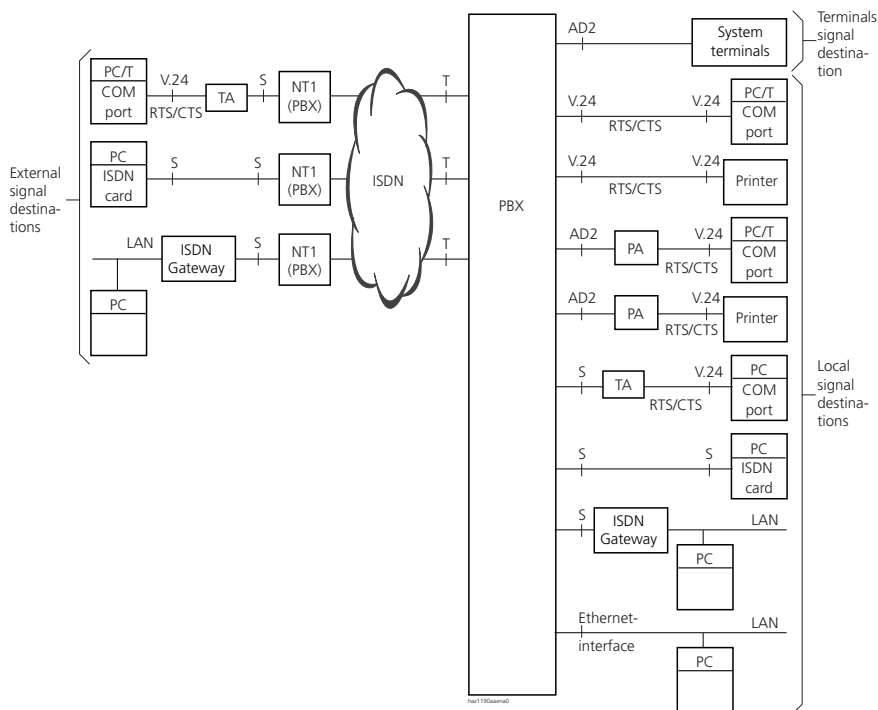 External
signal
destina-
tions
PC/T
COM
port
V.24
RTS/CTS
TA
S
NT1
(PBX)
T
PC
ISDN
card
S
S
NT1
(PBX)
T
LAN
ISDN
Gateway
S
NT1
(PBX)
T
PC
ISDN
PBX
AD2
System
terminals
Terminals
signal
destina-
tion
V.24
RTS/CTS
V.24
PC/T
COM
port
V.24
RTS/CTS
V.24
Printer
AD2
PA
V.24
RTS/CTS
PC/T
COM
port
AD2
PA
V.24
RTS/CTS
Printer
S
TA
V.24
RTS/CTS
PC
COM
port
Local
signal
destina-
tions
S
S
PC
ISDN
card
S
ISDN
Gateway
LAN
PC
Ethernet-
interface
LAN
PC
haz1190aaena0